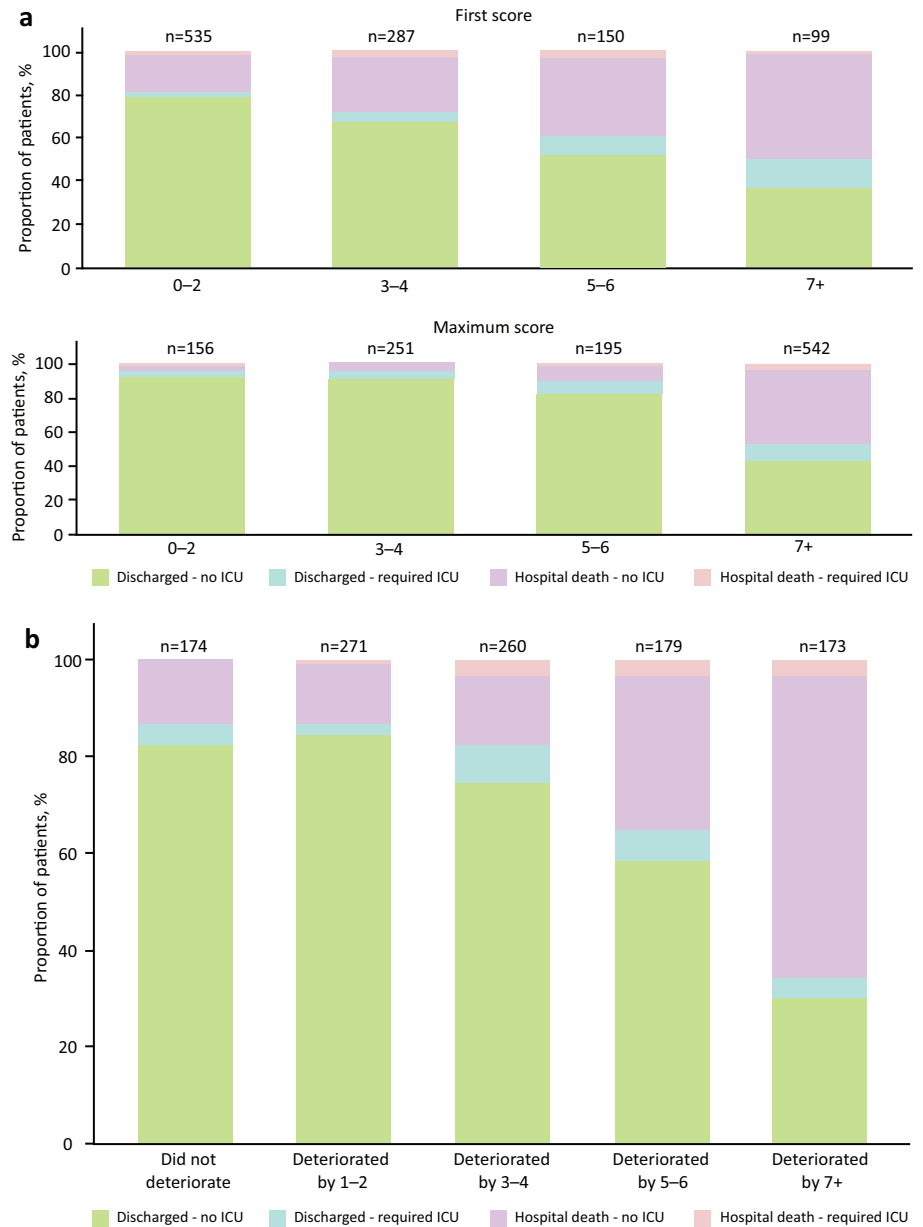 a
First score
n=535 n=287 n=150 n=99
Proportion of patients, %
100
80
60
40
20
0
0–2 3–4 5–6 7+
Maximum score
n=156 n=251 n=195 n=542
Proportion of patients, %
100
80
60
40
20
0
0–2 3–4 5–6 7+
Discharged - no ICU Discharged - required ICU Hospital death - no ICU Hospital death - required ICU
b
n=174 n=271 n=260 n=179 n=173
Proportion of patients, %
100
80
60
40
20
0
Did not Deteriorated Deteriorated Deteriorated Deteriorated
deteriorate by 1–2 by 3–4 by 5–6 by 7+
Discharged - no ICU Discharged - required ICU Hospital death - no ICU Hospital death - required ICU